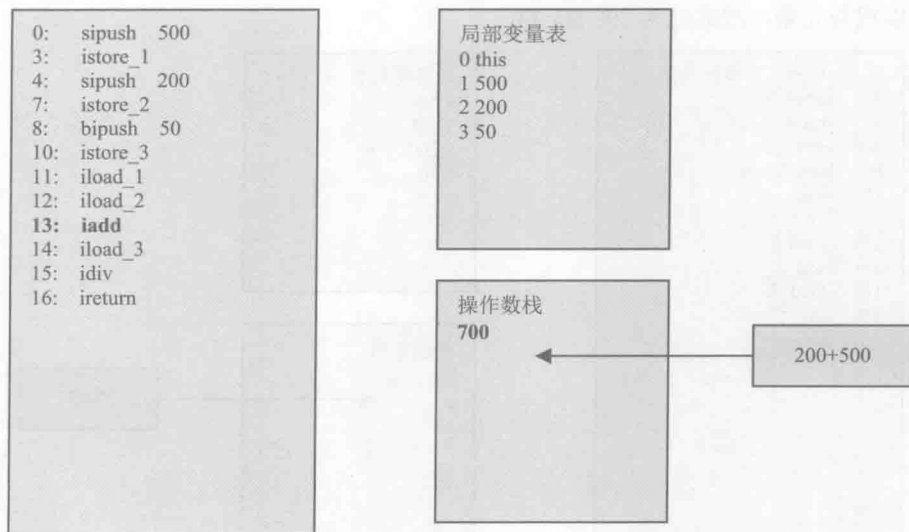 0: sipush 500
3: istore_1
4: sipush 200
7: istore_2
8: bipush 50
10: istore_3
11: iload_1
12: iload_2
13: iadd
14: iload_3
15: idiv
16: ireturn
局部变量表
0 this
1 500
2 200
3 50
操作数栈
700
200+500